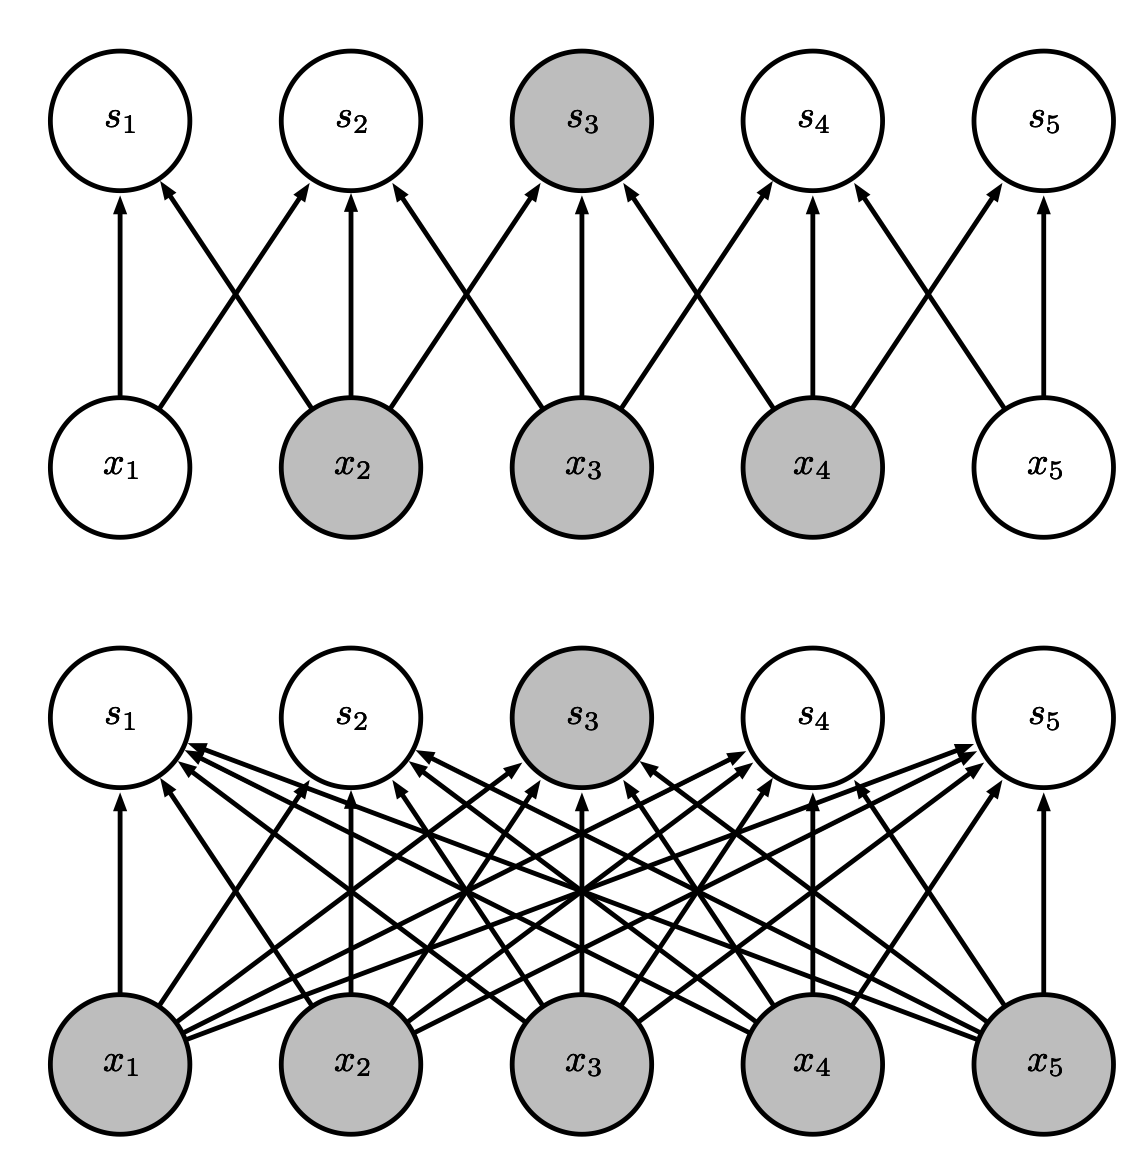 s₁ s₂ s₃ s₄ s₅
x₁ x₂ x₃ x₄ x₅
s₁ s₂ s₃ s₄ s₅
x₁ x₂ x₃ x₄ x₅